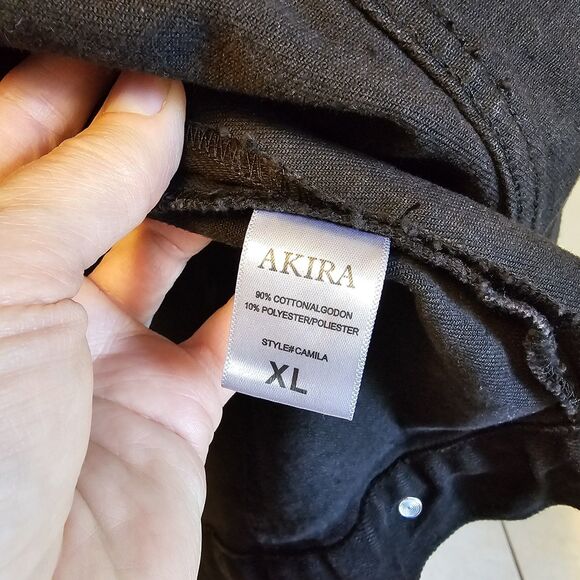 AKIRA
90% COTTON/ALGODON
10% POLYESTER/POLIESTER
STYLE#CAMILA
XL